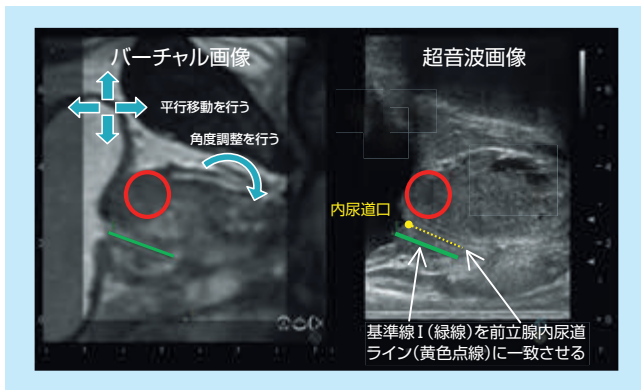 バーチャル画像
超音波画像
平行移動を行う
角度調整を行う
内尿道口
基準線Ⅰ(緑線)を前立腺内尿道
ライン(黄色点線)に一致させる